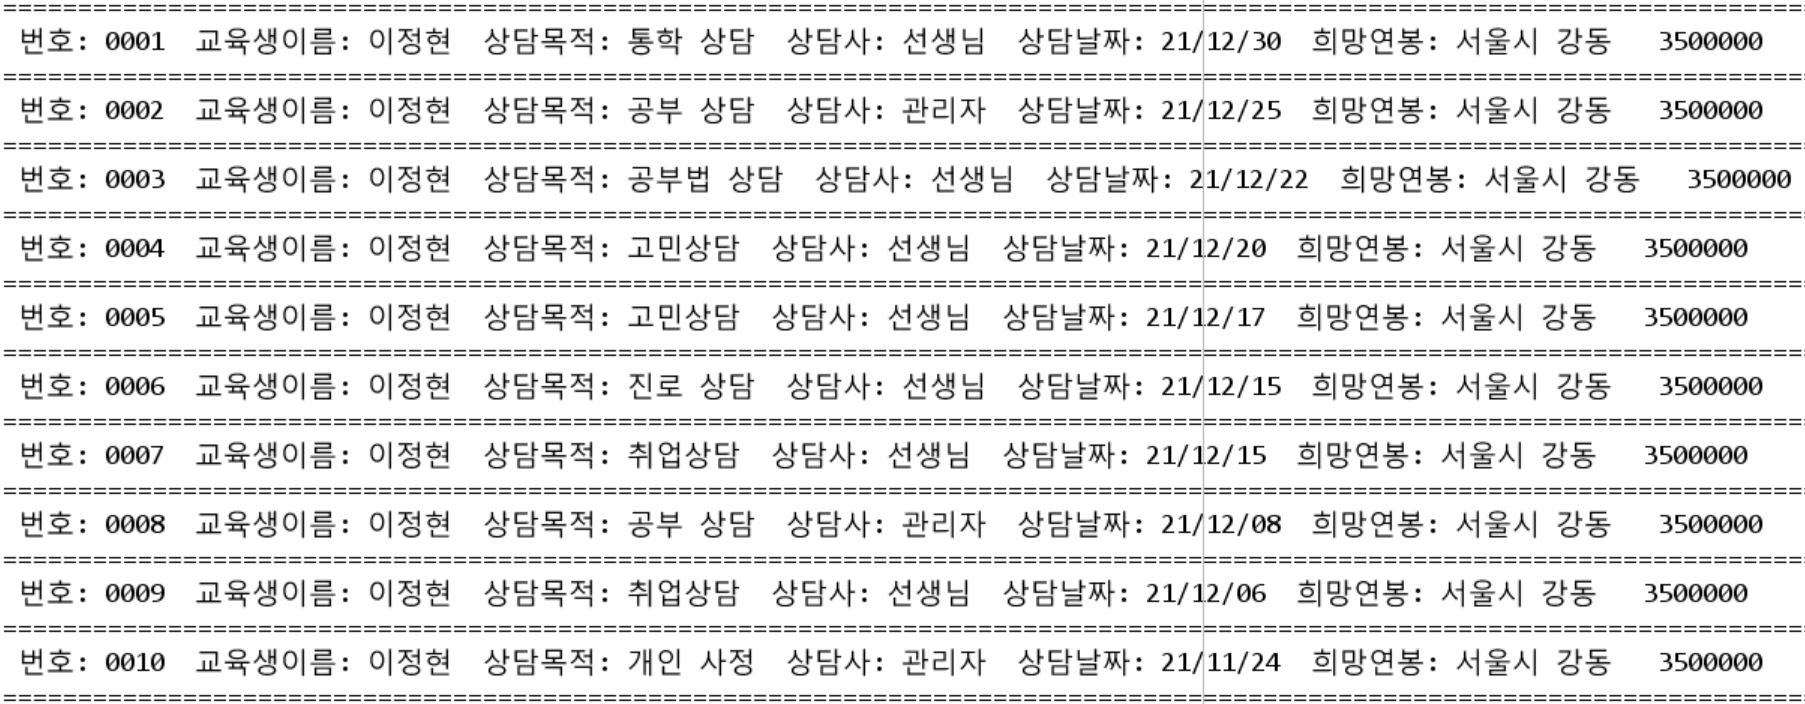 ====================================================================================================
번호: 0001  교육생이름: 이정현  상담목적: 통학 상담  상담사: 선생님  상담날짜: 21/12/30  희망연봉: 서울시 강동   3500000
====================================================================================================
번호: 0002  교육생이름: 이정현  상담목적: 공부 상담  상담사: 관리자  상담날짜: 21/12/25  희망연봉: 서울시 강동   3500000
====================================================================================================
번호: 0003  교육생이름: 이정현  상담목적: 공부법 상담  상담사: 선생님  상담날짜: 21/12/22  희망연봉: 서울시 강동   3500000
====================================================================================================
번호: 0004  교육생이름: 이정현  상담목적: 고민상담  상담사: 선생님  상담날짜: 21/12/20  희망연봉: 서울시 강동   3500000
====================================================================================================
번호: 0005  교육생이름: 이정현  상담목적: 고민상담  상담사: 선생님  상담날짜: 21/12/17  희망연봉: 서울시 강동   3500000
====================================================================================================
번호: 0006  교육생이름: 이정현  상담목적: 진로 상담  상담사: 선생님  상담날짜: 21/12/15  희망연봉: 서울시 강동   3500000
====================================================================================================
번호: 0007  교육생이름: 이정현  상담목적: 취업상담  상담사: 선생님  상담날짜: 21/12/15  희망연봉: 서울시 강동   3500000
====================================================================================================
번호: 0008  교육생이름: 이정현  상담목적: 공부 상담  상담사: 관리자  상담날짜: 21/12/08  희망연봉: 서울시 강동   3500000
====================================================================================================
번호: 0009  교육생이름: 이정현  상담목적: 취업상담  상담사: 선생님  상담날짜: 21/12/06  희망연봉: 서울시 강동   3500000
====================================================================================================
번호: 0010  교육생이름: 이정현  상담목적: 개인 사정  상담사: 관리자  상담날짜: 21/11/24  희망연봉: 서울시 강동   3500000
====================================================================================================